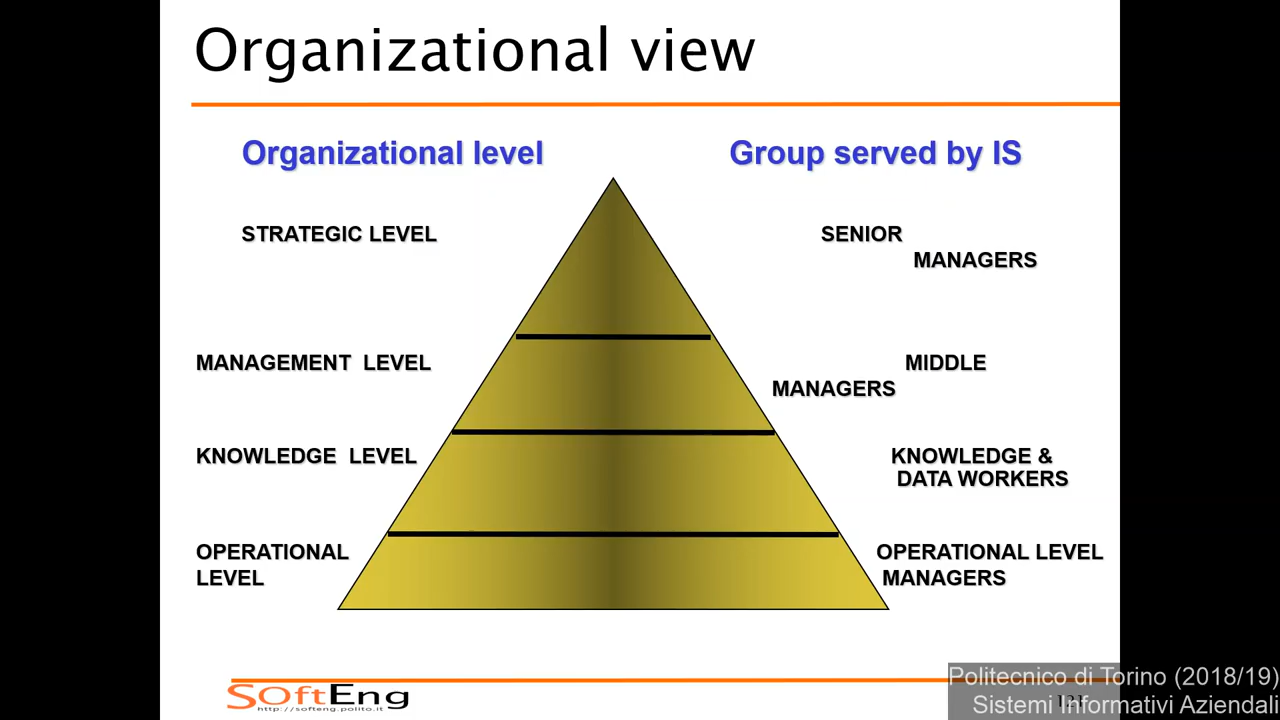 Organizational view
Organizational level
Group served by IS
STRATEGIC LEVEL
SENIOR
MANAGERS
MANAGEMENT LEVEL
MIDDLE
MANAGERS
KNOWLEDGE LEVEL
KNOWLEDGE &
DATA WORKERS
OPERATIONAL
LEVEL
OPERATIONAL LEVEL
MANAGERS
SOftEng
http://softeng.polito.it
Politecnico di Torino (2018/19)
Sistemi Informativi Aziendali